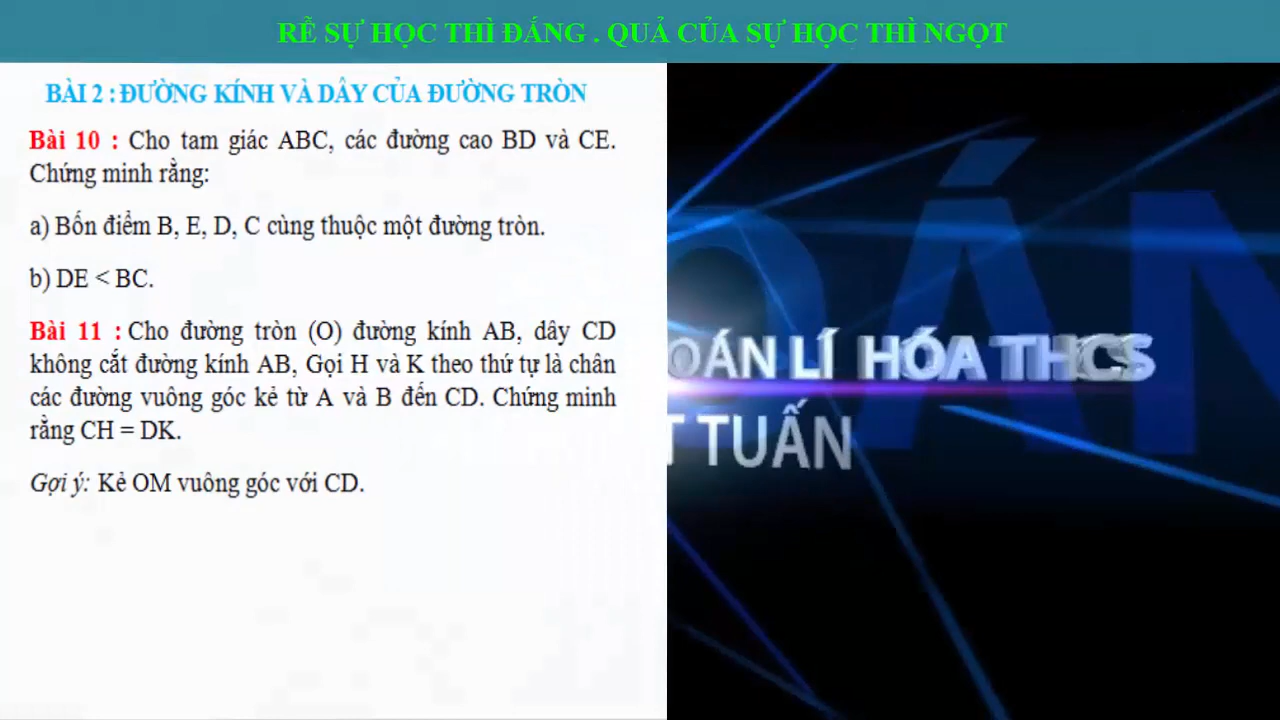 RỄ SỰ HỌC THÌ ĐẮNG . QUẢ CỦA SỰ HỌC THÌ NGỌT
BÀI 2 : ĐƯỜNG KÍNH VÀ DÂY CỦA ĐƯỜNG TRÒN
Bài 10 : Cho tam giác ABC, các đường cao BD và CE.
Chứng minh rằng:
a) Bốn điểm B, E, D, C cùng thuộc một đường tròn.
b) DE < BC.
Bài 11 : Cho đường tròn (O) đường kính AB, dây CD
không cắt đường kính AB, Gọi H và K theo thứ tự là chân
các đường vuông góc kẻ từ A và B đến CD. Chứng minh
rằng CH = DK.
Gợi ý: Kẻ OM vuông góc với CD.
OÁN LÍ HÓA THCS
T TUẤN